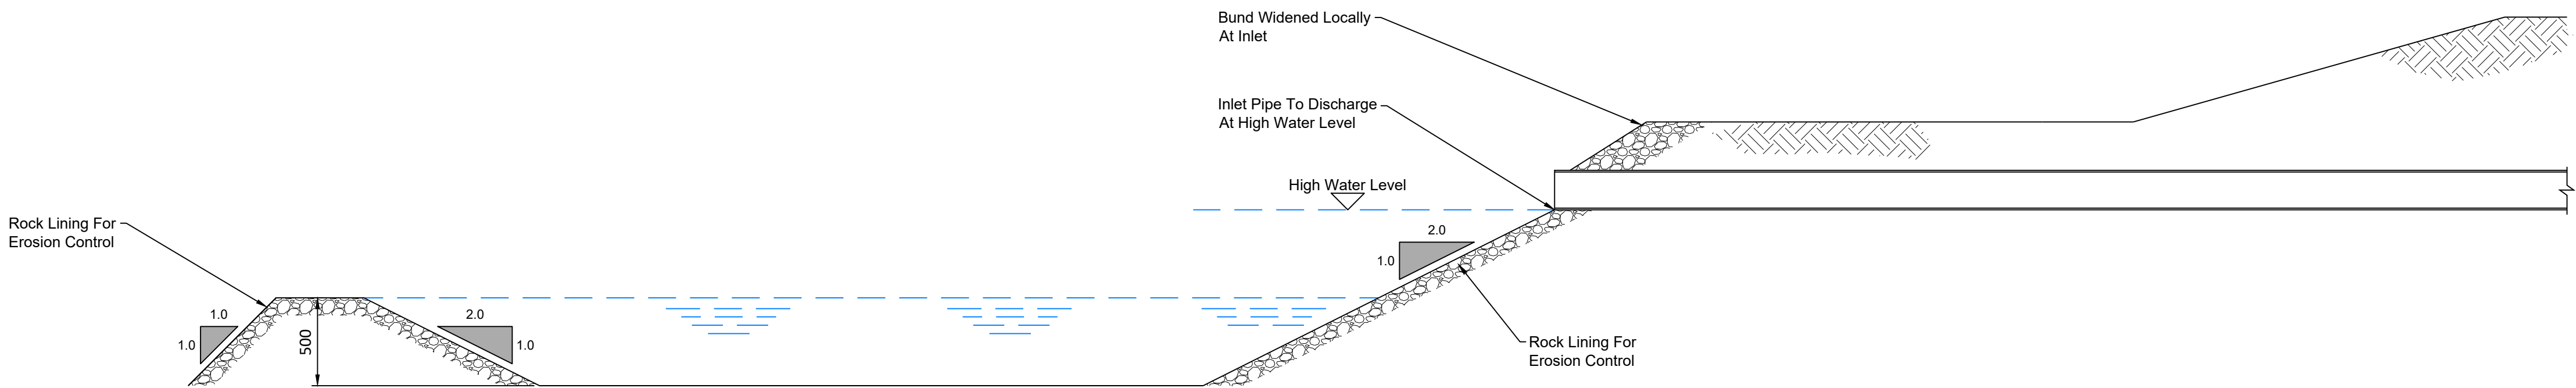 Bund Widened Locally
At Inlet
Inlet Pipe To Discharge
At High Water Level
High Water Level
Rock Lining For
Erosion Control
2.0
1.0
1.0
1.0
2.0
1.0
500
Rock Lining For
Erosion Control